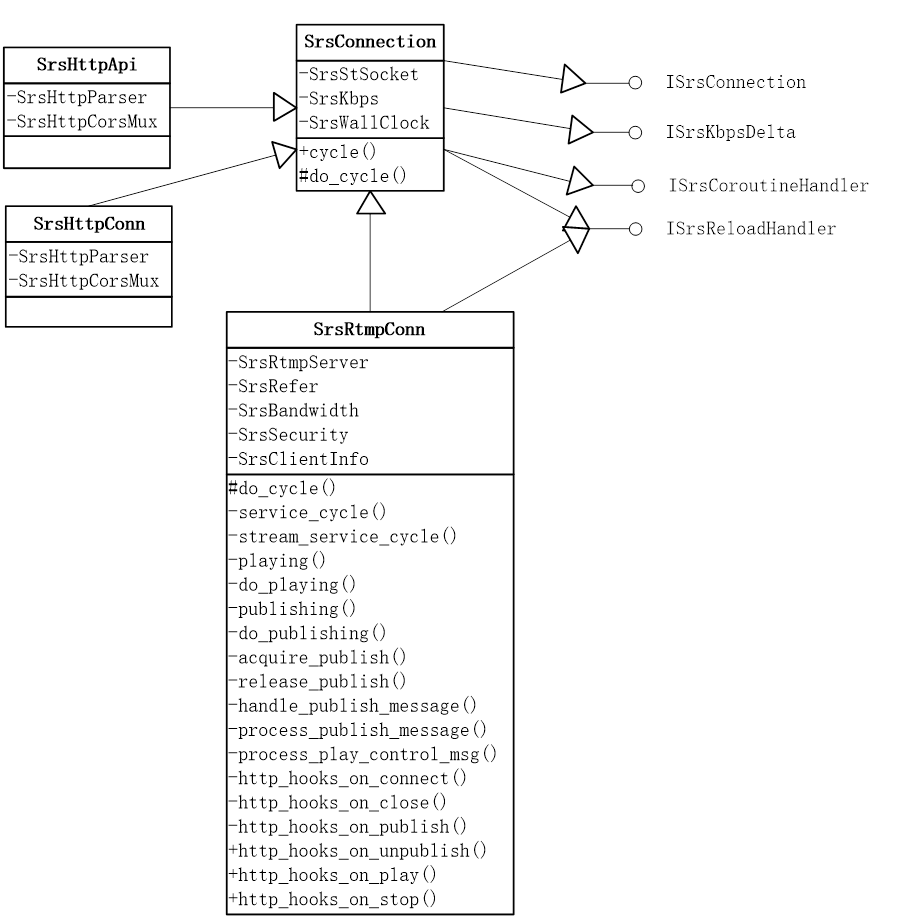 SrsHttpApi
-SrsHttpParser
-SrsHttpCorsMux
SrsConnection
-SrsStSocket
-SrsKbps
-SrsWallClock
+cycle()
#do_cycle()
ISrsConnection
ISrsKbpsDelta
ISrsCoroutineHandler
ISrsReloadHandler
SrsHttpConn
-SrsHttpParser
-SrsHttpCorsMux
SrsRtmpConn
-SrsRtmpServer
-SrsRefer
-SrsBandwidth
-SrsSecurity
-SrsClientInfo
#do_cycle()
-service_cycle()
-stream_service_cycle()
-playing()
-do_playing()
-publishing()
-do_publishing()
-acquire_publish()
-release_publish()
-handle_publish_message()
-process_publish_message()
-process_play_control_msg()
-http_hooks_on_connect()
-http_hooks_on_close()
-http_hooks_on_publish()
+http_hooks_on_unpublish()
+http_hooks_on_play()
+http_hooks_on_stop()